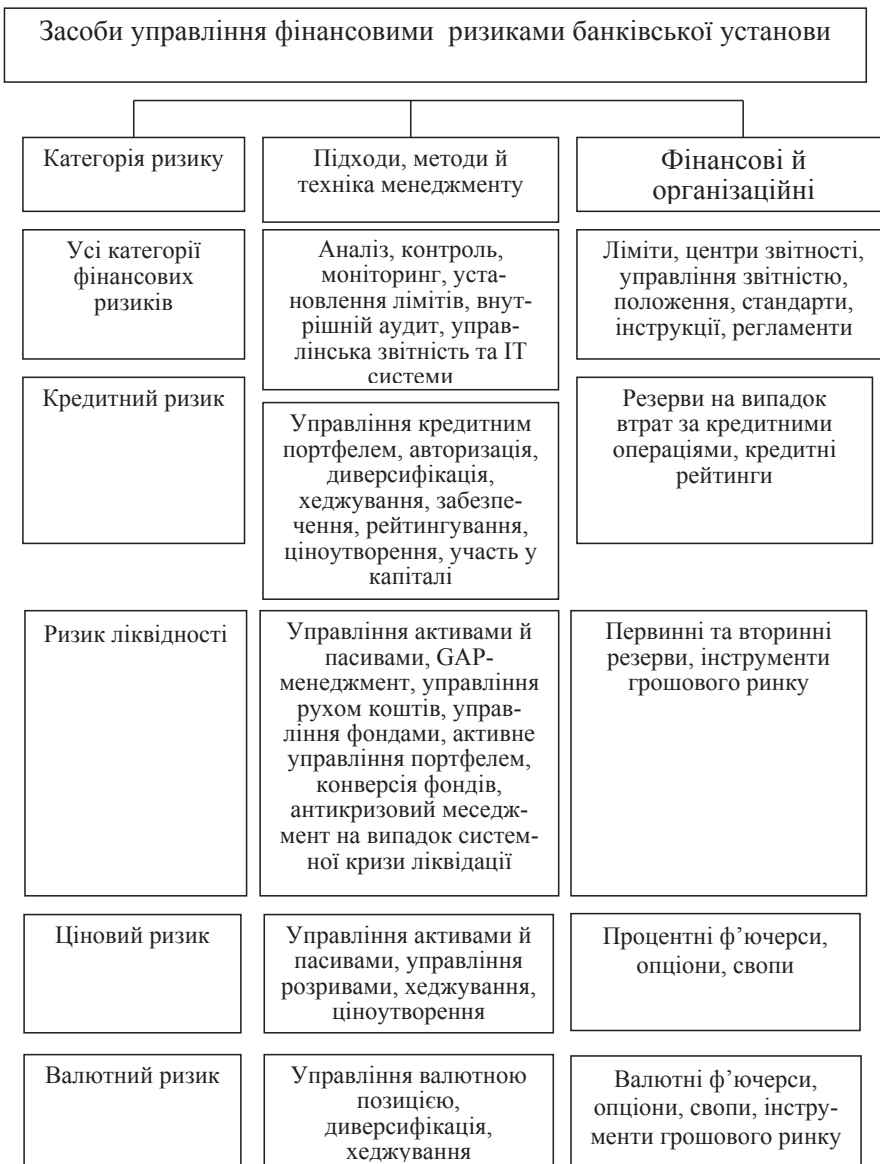 Засоби управління фінансовими ризиками банківської установи
Категорія ризику
Підходи, методи й
техніка менеджменту
Фінансові й
організаційні
Усі категорії
фінансових
ризиків
Аналіз, контроль,
моніторинг, уста-
новлення лімітів, внут-
рішній аудит, управ-
лінська звітність та ІТ
системи
Ліміти, центри звітності,
управління звітністю,
положення, стандарти,
інструкції, регламенти
Кредитний ризик
Управління кредитним
портфелем, авторизація,
диверсифікація,
хеджування, забезпе-
чення, рейтингування,
ціноутворення, участь у
капіталі
Резерви на випадок
втрат за кредитними
операціями, кредитні
рейтинги
Ризик ліквідності
Управління активами й
пасивами, GAP-
менеджмент, управління
рухом коштів, управ-
ління фондами, активне
управління портфелем,
конверсія фондів,
антикризовий меседж-
мент на випадок систем-
ної кризи ліквідації
Первинні та вторинні
резерви, інструменти
грошового ринку
Ціновий ризик
Управління активами й
пасивами, управління
розривами, хеджування,
ціноутворення
Процентні ф’ючерси,
опціони, свопи
Валютний ризик
Управління валютною
позицією,
диверсифікація,
хеджування
Валютні ф’ючерси,
опціони, свопи, інстру-
менти грошового ринку